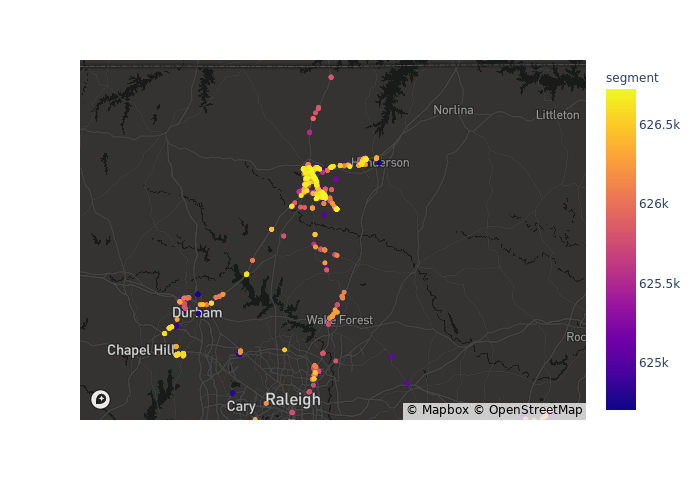 segment
Norlina
Littleton
626.5k
Henderson
626k
625.5k
Durham
Wake Forest
Roc
Chapel Hill
625k
Cary
Raleigh
© Mapbox © OpenStreetMap